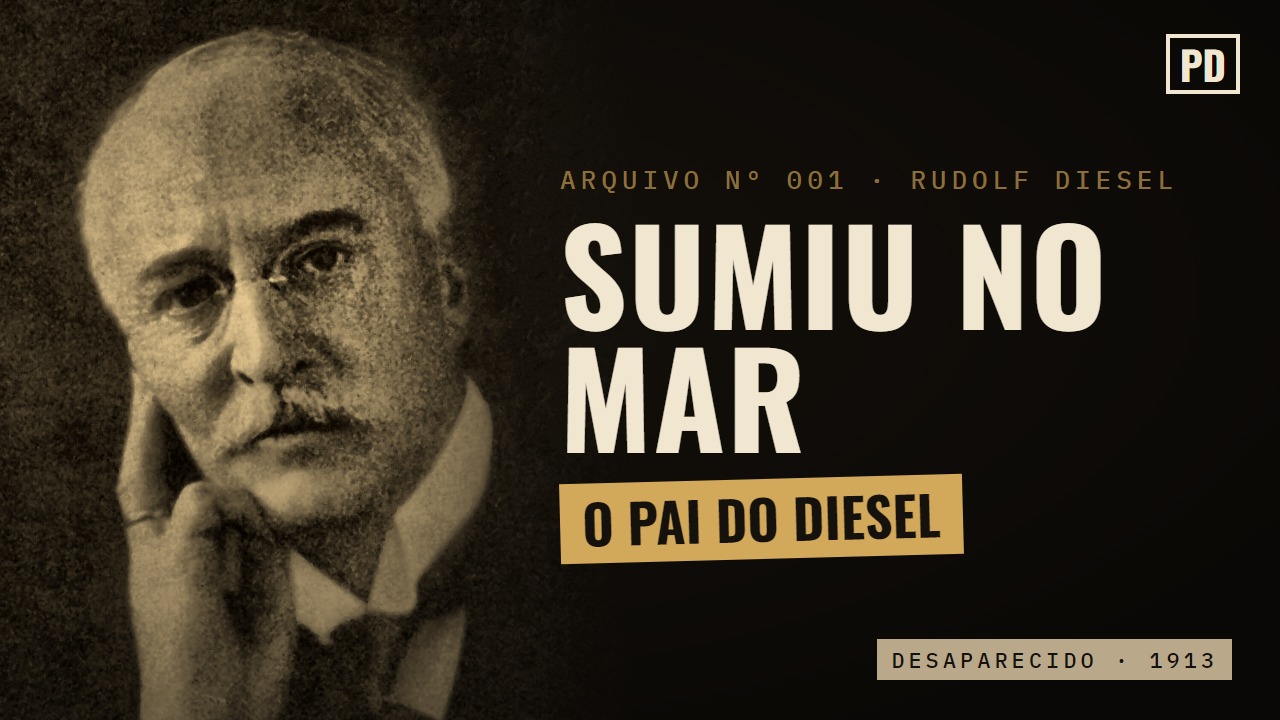 PD
ARQUIVO Nº 001 · RUDOLF DIESEL
SUMIU NO
MAR
O PAI DO DIESEL
DESAPARECIDO · 1913